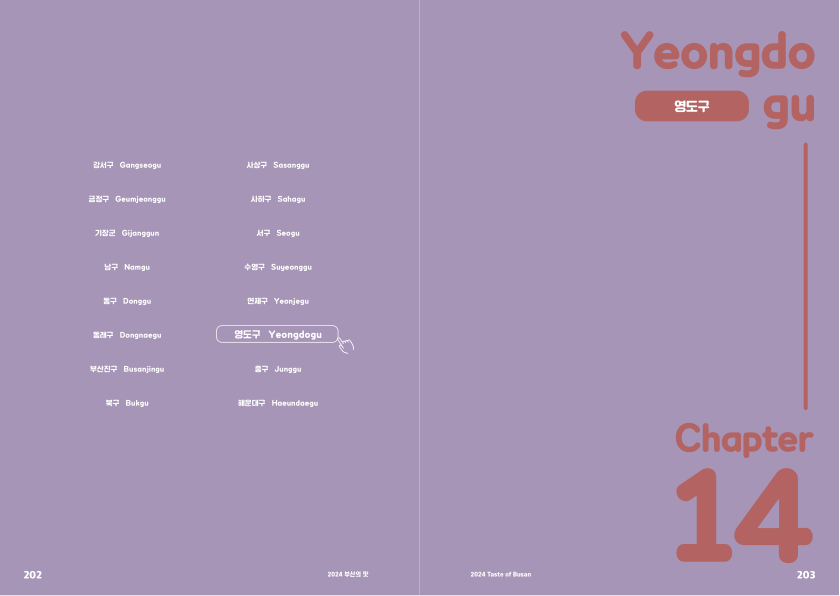 강서구 Gangseogu
금정구 Geumjeonggu
기장군 Gijanggun
남구 Namgu
동구 Donggu
동래구 Dongnaegu
부산진구 Busanjingu
북구 Bukgu
사상구 Sasanggu
사하구 Sahagu
서구 Seogu
수영구 Suyeonggu
연제구 Yeonjegu
영도구 Yeongdogu
중구 Junggu
해운대구 Haeundaegu
202
2024 부산의 맛
Yeongdo
영도구 gu
Chapter
14
2024 Taste of Busan
203